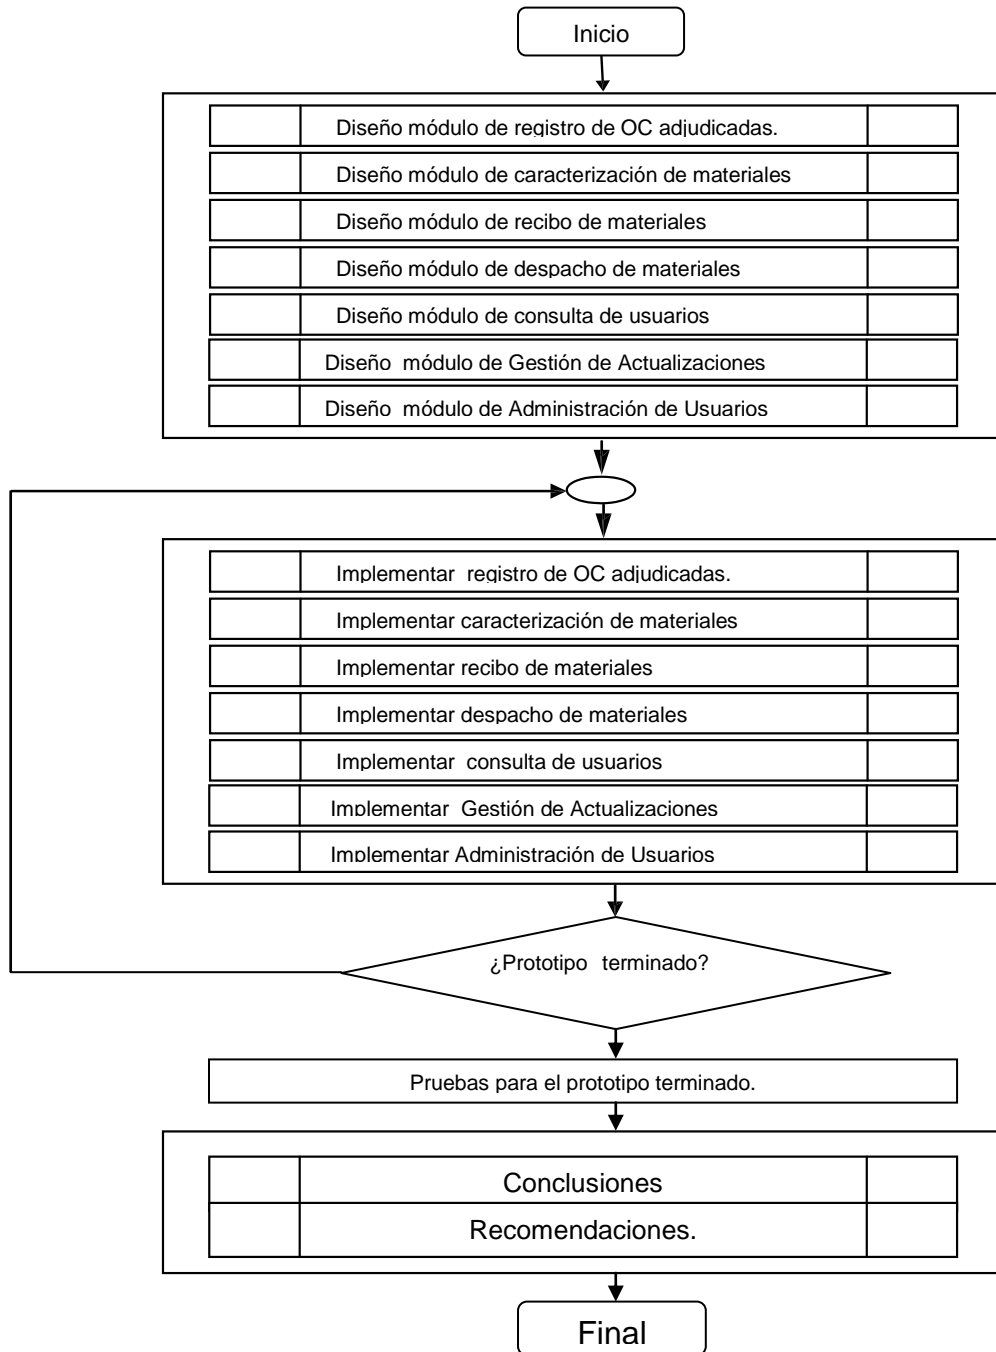 Inicio
Diseño módulo de registro de OC adjudicadas.
Diseño módulo de caracterización de materiales
Diseño módulo de recibo de materiales
Diseño módulo de despacho de materiales
Diseño módulo de consulta de usuarios
Diseño módulo de Gestión de Actualizaciones
Diseño módulo de Administración de Usuarios
Implementar registro de OC adjudicadas.
Implementar caracterización de materiales
Implementar recibo de materiales
Implementar despacho de materiales
Implementar consulta de usuarios
Implementar Gestión de Actualizaciones
Implementar Administración de Usuarios
¿Prototipo terminado?
Pruebas para el prototipo terminado.
Conclusiones
Recomendaciones.
Final